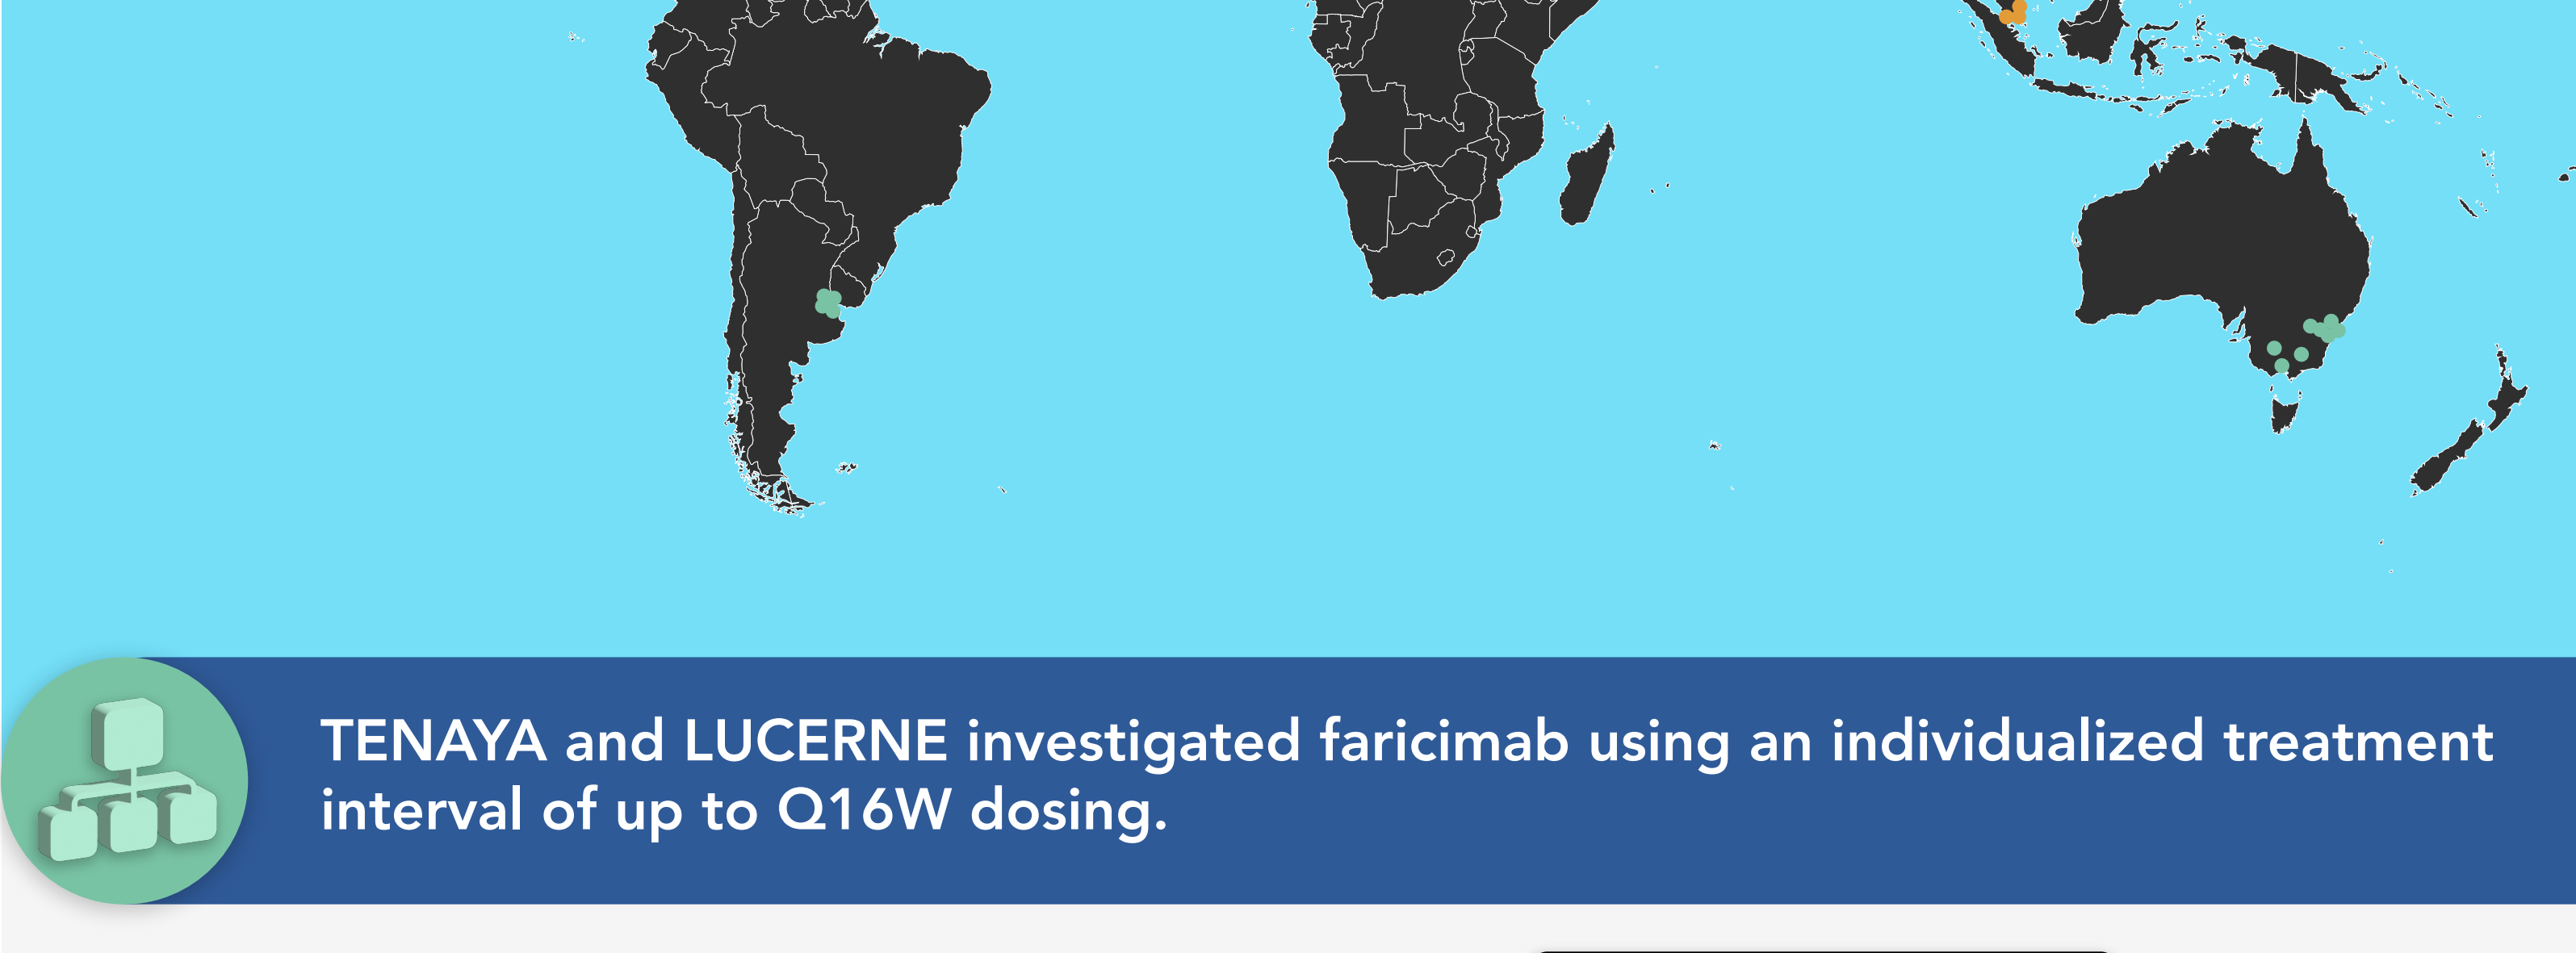 TENAYA and LUCERNE investigated faricimab using an individualized treatment
interval of up to Q16W dosing.